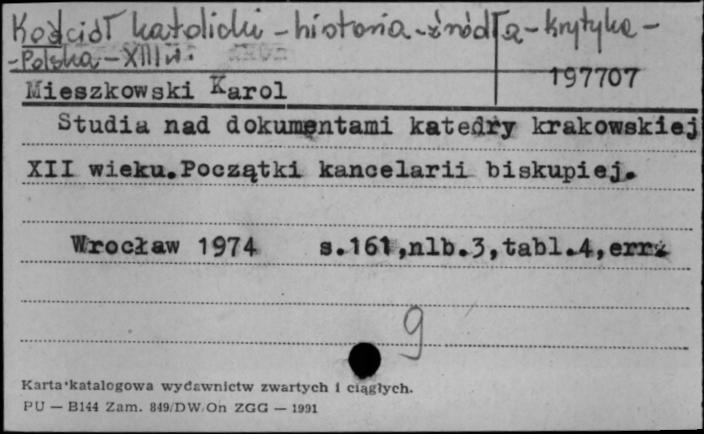 Kościół katolicki - historia - źródła - krytyka -
- Polska - XIII w.
197707
Mieszkowski Karol
Studia nad dokumentami katedry krakowskiej
XII wieku.Początki kancelarii biskupiej.
Wrocław 1974 s.161,nlb.3,tabl.4,err.
9
Karta katalogowa wydawnictw zwartych i ciągłych.
PU — B144 Zam. 849/DW/On ZGG — 1991